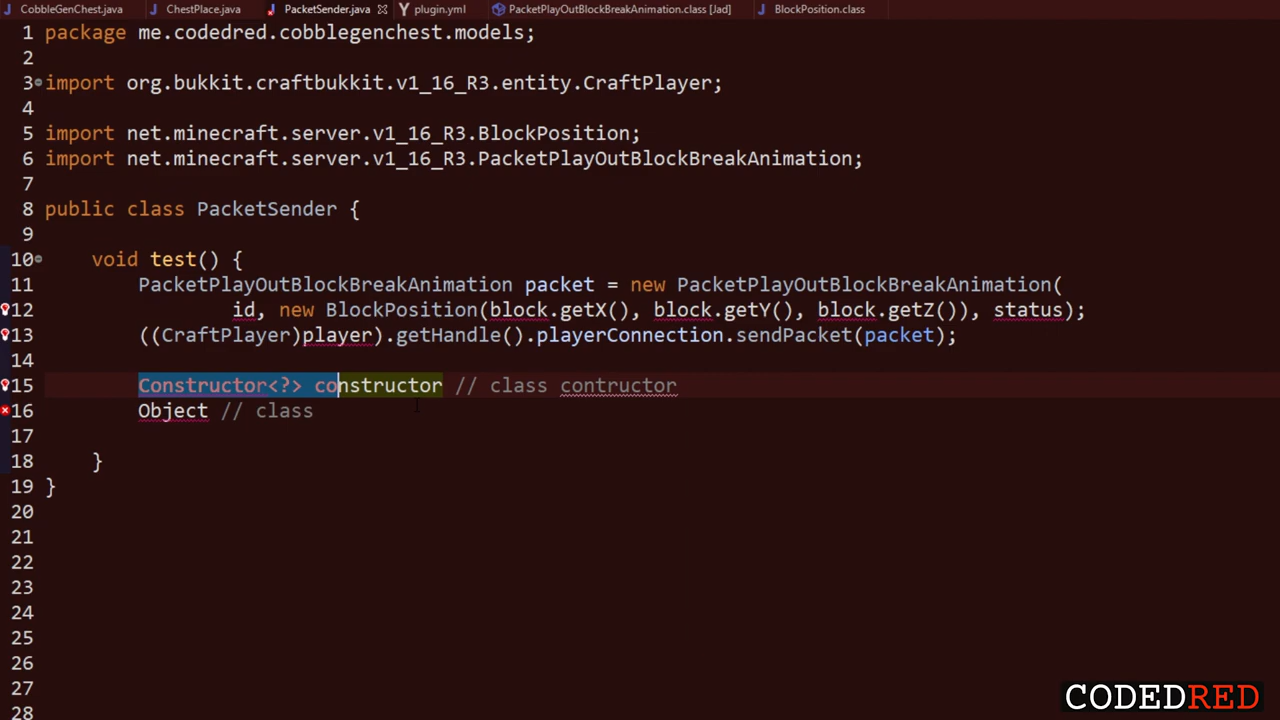 CobbleGenChest.java ChestPlace.java PacketSender.java plugin.yml PacketPlayOutBlockBreakAnimation.class [Jad] BlockPosition.class
1 package me.codedred.cobblegenchest.models;
2
3 import org.bukkit.craftbukkit.v1_16_R3.entity.CraftPlayer;
4
5 import net.minecraft.server.v1_16_R3.BlockPosition;
6 import net.minecraft.server.v1_16_R3.PacketPlayOutBlockBreakAnimation;
7
8 public class PacketSender {
9
10 void test() {
11 PacketPlayOutBlockBreakAnimation packet = new PacketPlayOutBlockBreakAnimation(
12 id, new BlockPosition(block.getX(), block.getY(), block.getZ()), status);
13 ((CraftPlayer)player).getHandle().playerConnection.sendPacket(packet);
14
15 Constructor<?> constructor // class contructor
16 Object // class
17
18 }
19 }
20
21
22
23
24
25
26
27
28
CODEDRED